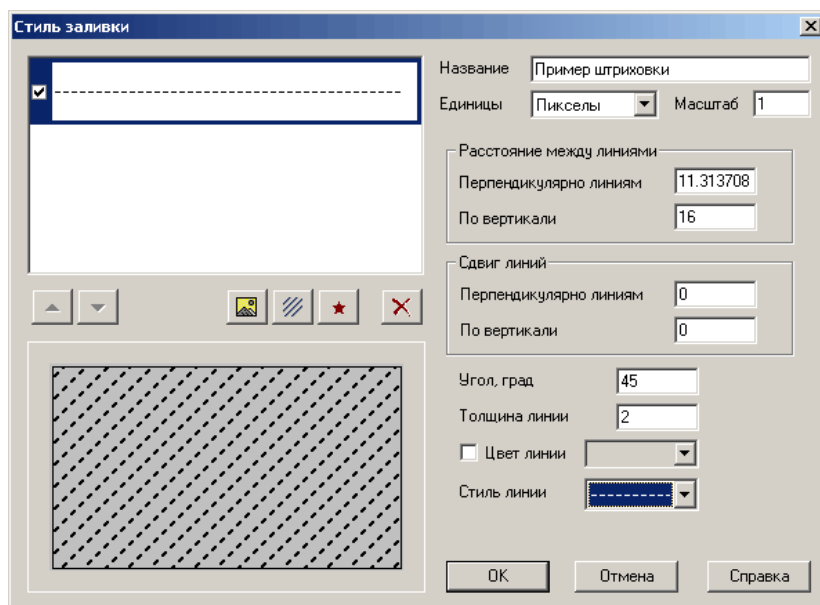 Стиль заливки
Название Пример штриховки
Единицы Пикселы Масштаб 1
Расстояние между линиями
Перпендикулярно линиям 11.313708
По вертикали 16
Сдвиг линий
Перпендикулярно линиям 0
По вертикали 0
Угол, град 45
Толщина линии 2
Цвет линии
Стиль линии
OK Отмена Справка